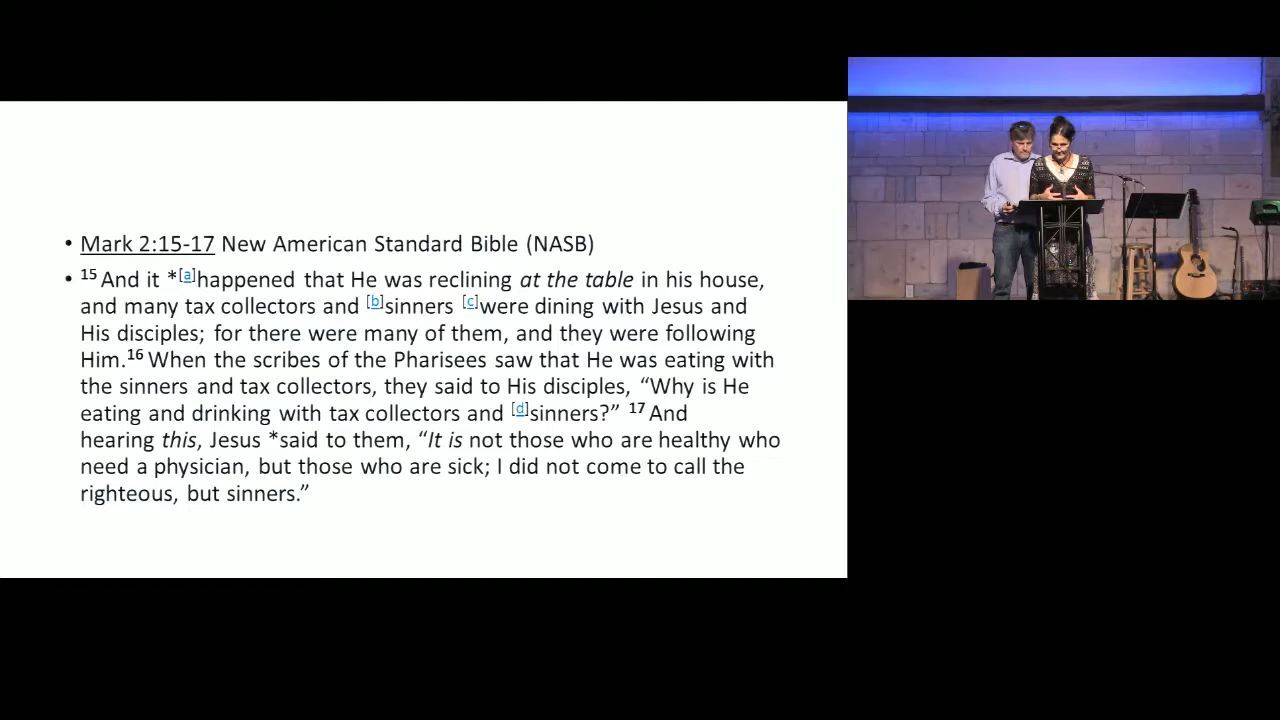 • Mark 2:15-17 New American Standard Bible (NASB)
• 15 And it *[a]happened that He was reclining at the table in his house,
and many tax collectors and [b]sinners [c]were dining with Jesus and
His disciples; for there were many of them, and they were following
Him.16 When the scribes of the Pharisees saw that He was eating with
the sinners and tax collectors, they said to His disciples, “Why is He
eating and drinking with tax collectors and [d]sinners?” 17 And
hearing this, Jesus *said to them, “It is not those who are healthy who
need a physician, but those who are sick; I did not come to call the
righteous, but sinners.”